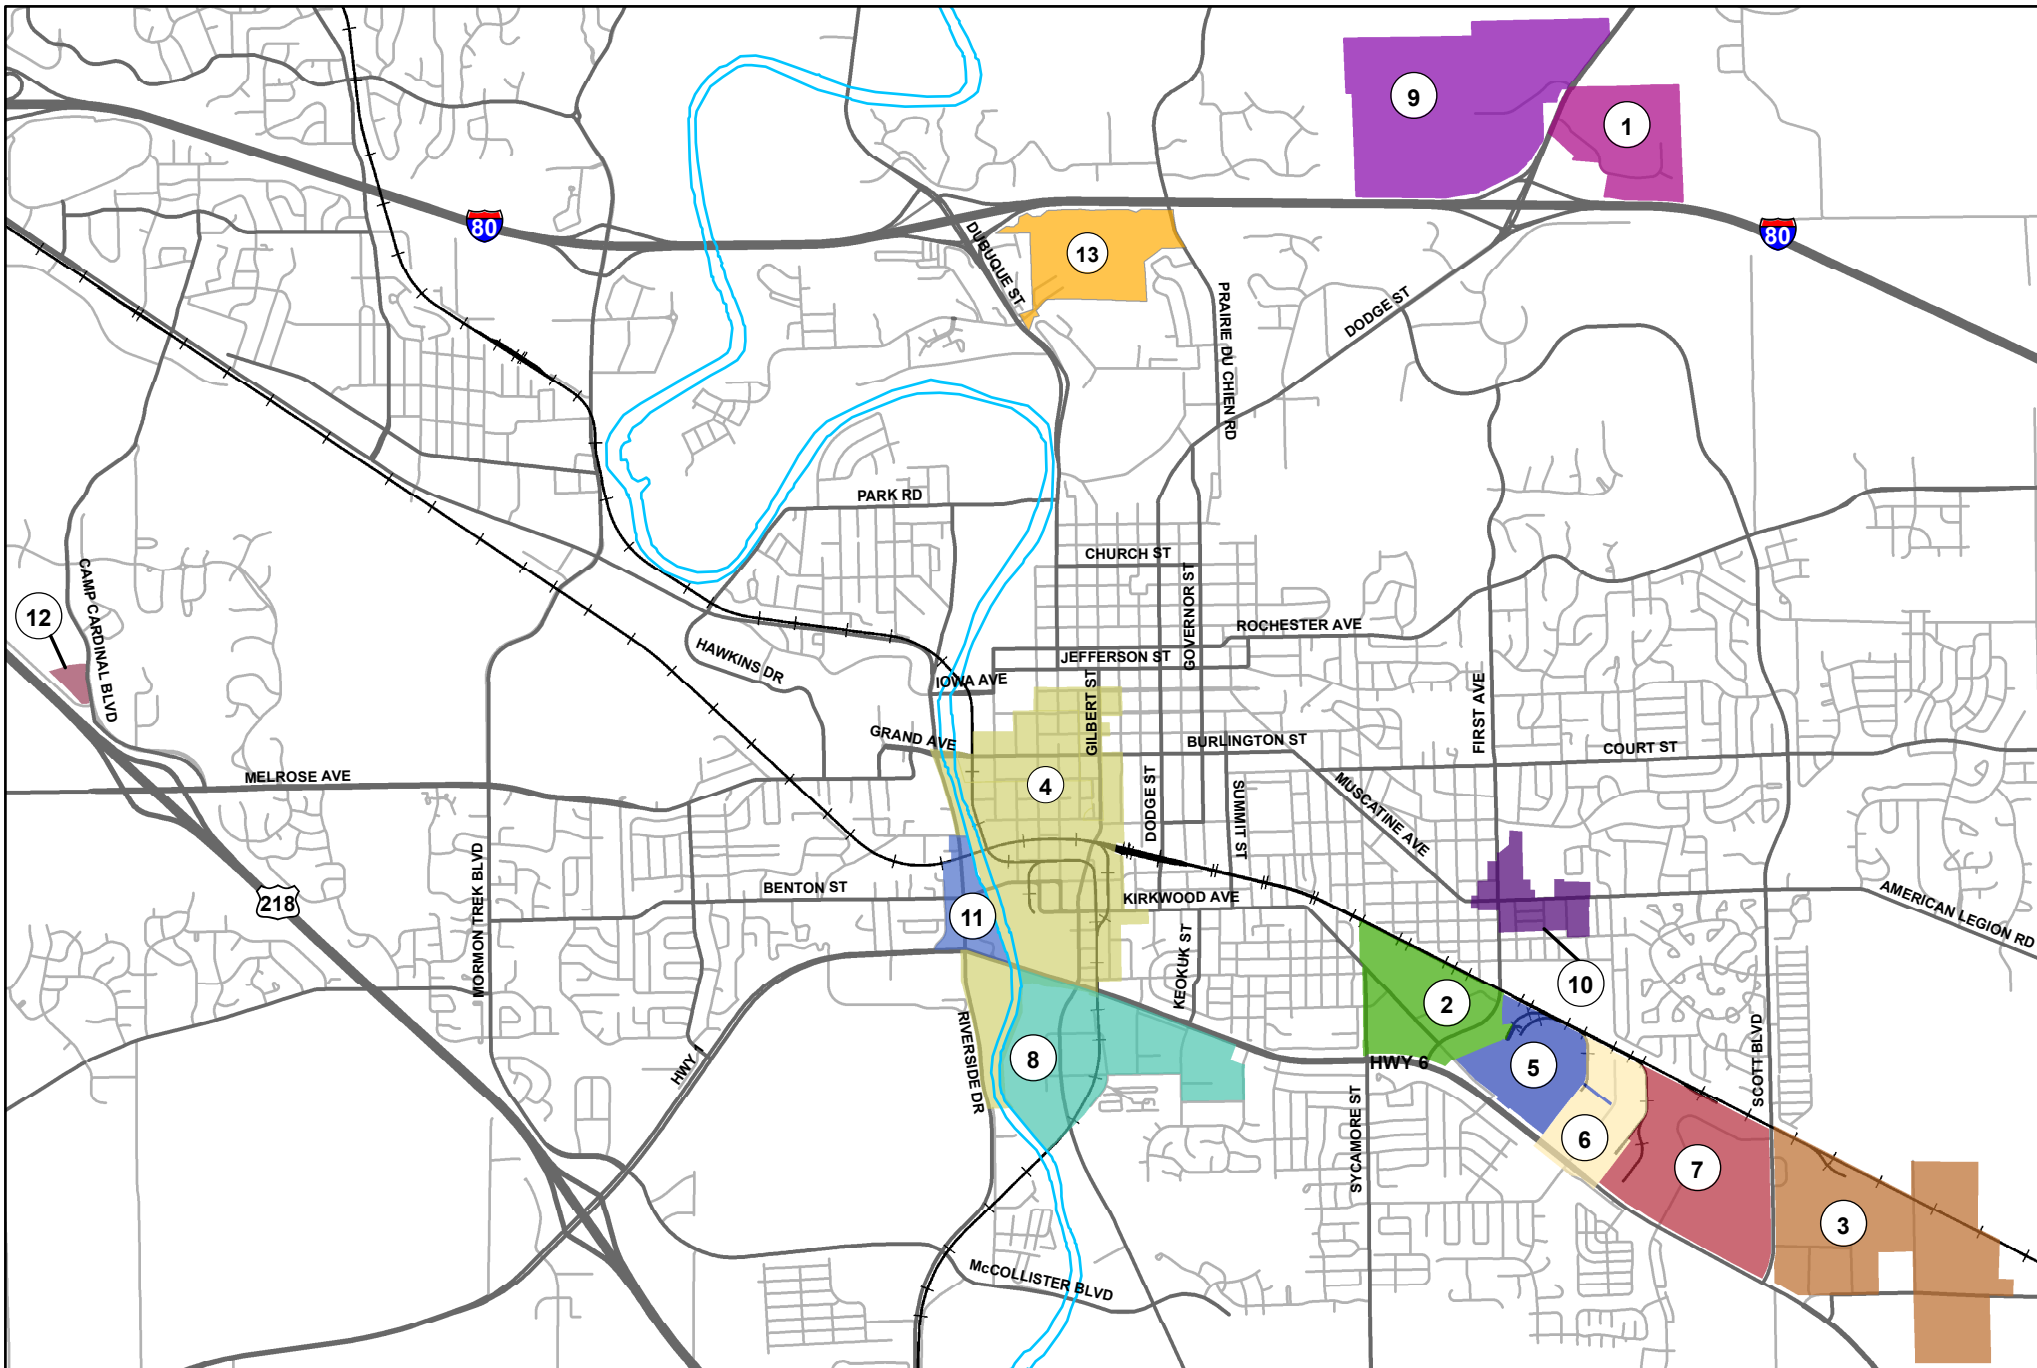 9
1
80
80
13
DUBUQUE ST
PRAIRIE DU CHIEN RD
DODGE ST
PARK RD
CHURCH ST
CAMP CARDINAL BLVD
GOVERNOR ST
12
ROCHESTER AVE
HAWKINS DR
JEFFERSON ST
IOWA AVE
GILBERT ST
FIRST AVE
GRAND AVE
BURLINGTON ST
COURT ST
MELROSE AVE
4
DODGE ST
SUMMIT ST
MUSCATINE AVE
MORMON TREK BLVD
BENTON ST
KIRKWOOD AVE
218
11
AMERICAN LEGION RD
KEOKUK ST
10
2
HWY 1
RIVERSIDE DR
8
HWY 6
5
SCOTT BLVD
SYCAMORE ST
6
7
3
McCOLLISTER BLVD